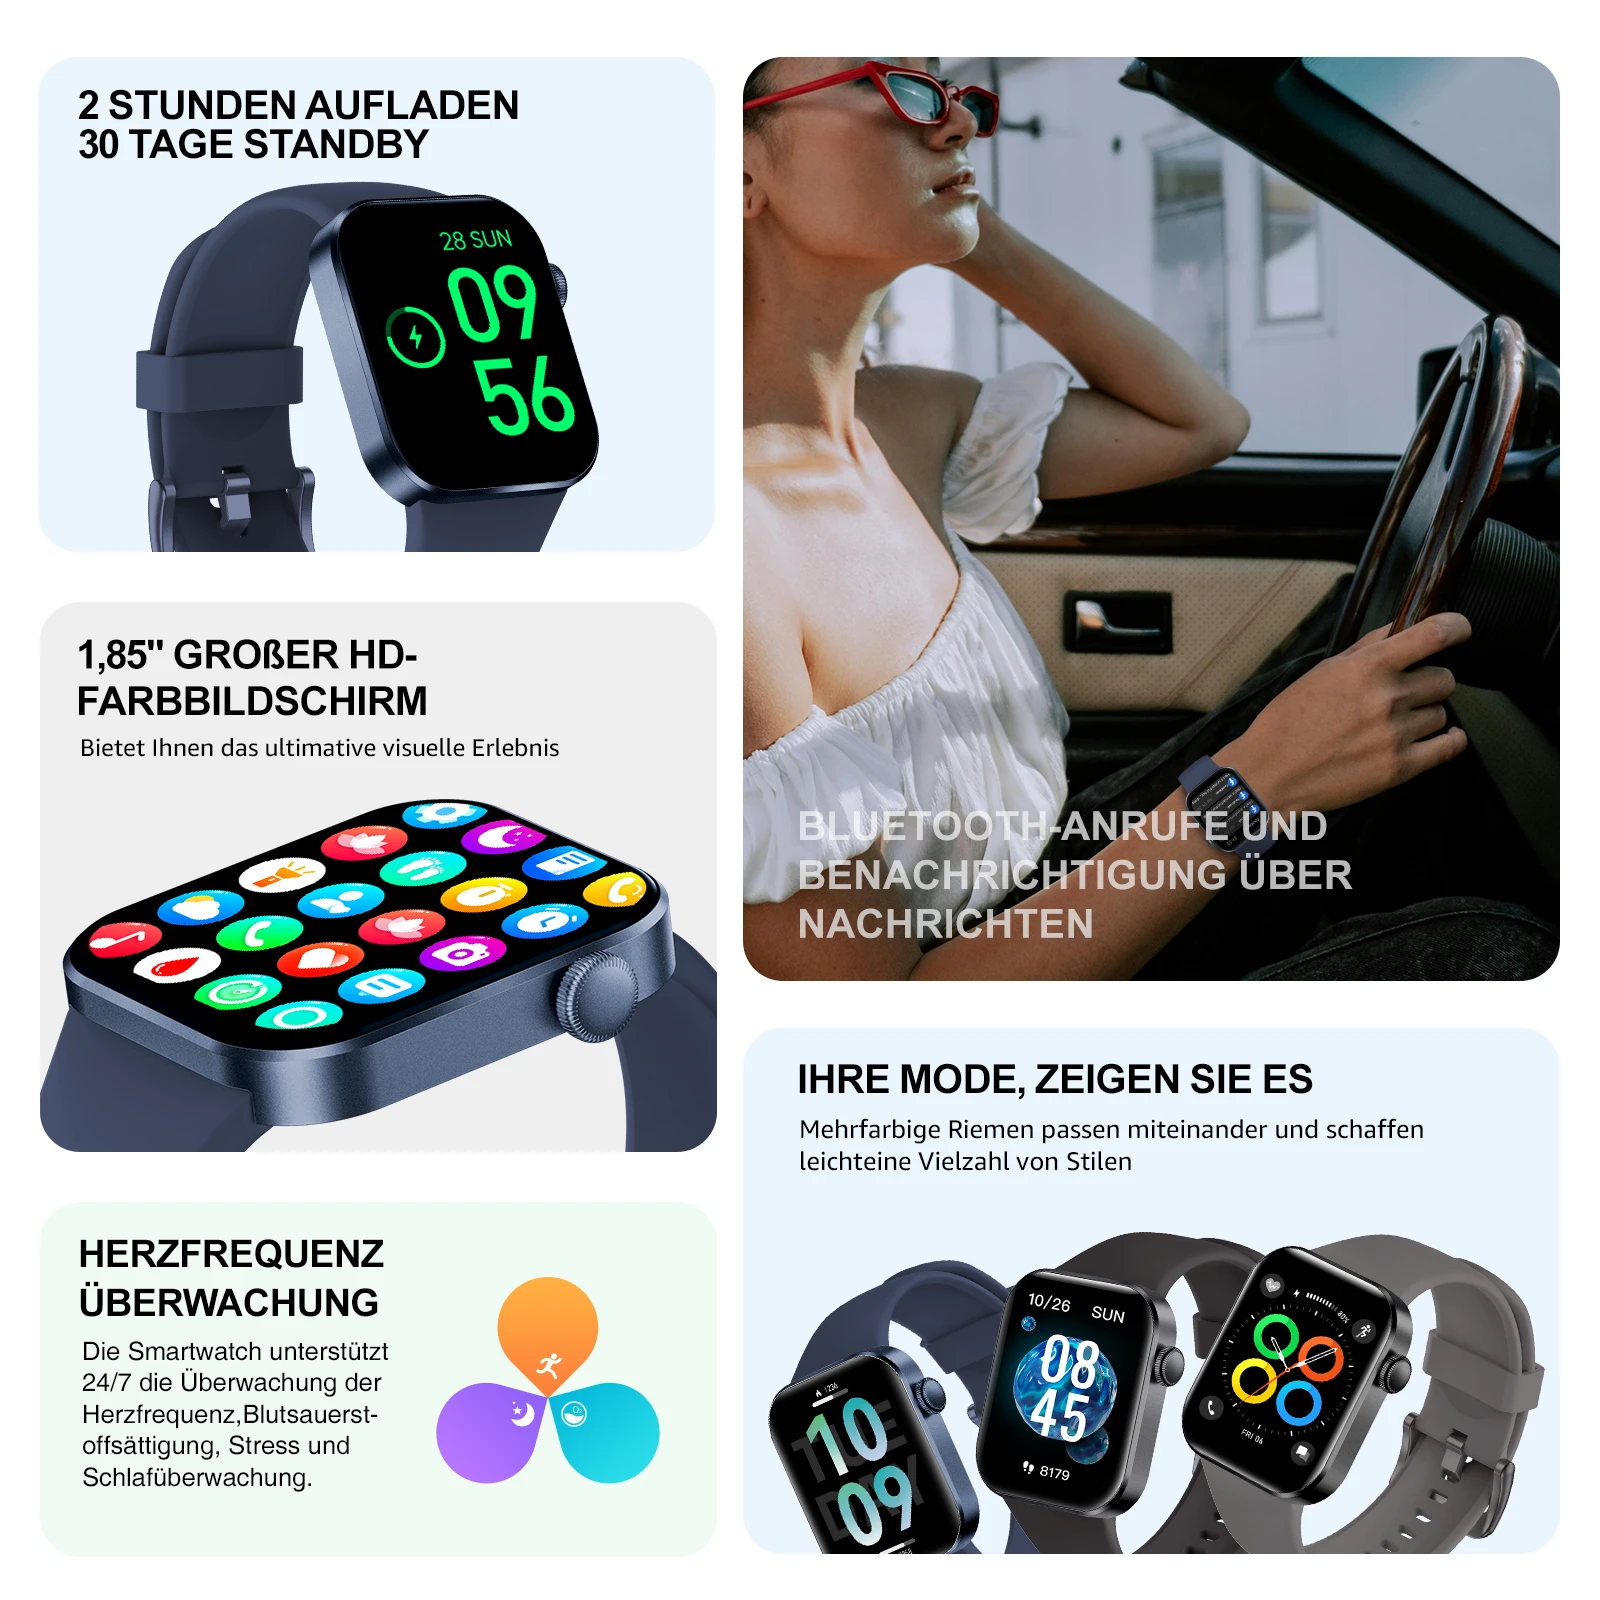 2 STUNDEN AUFLADEN
30 TAGE STANDBY
28 SUN
09
56
1,85" GROßER HD-
FARBBILDSCHIRM
Bietet Ihnen das ultimative visuelle Erlebnis
HERZFREQUENZ
ÜBERWACHUNG
Die Smartwatch unterstützt
24/7 die Überwachung der
Herzfrequenz,Blutsauerst-
offsättigung, Stress und
Schlafüberwachung.
O₂
BLUETOOTH-ANRUFE UND
BENACHRICHTIGUNG ÜBER
NACHRICHTEN
IHRE MODE, ZEIGEN SIE ES
Mehrfarbige Riemen passen miteinander und schaffen
leichteine Vielzahl von Stilen
1236
10
09
10/26 SUN
08
45
8179
80%
FRI 06